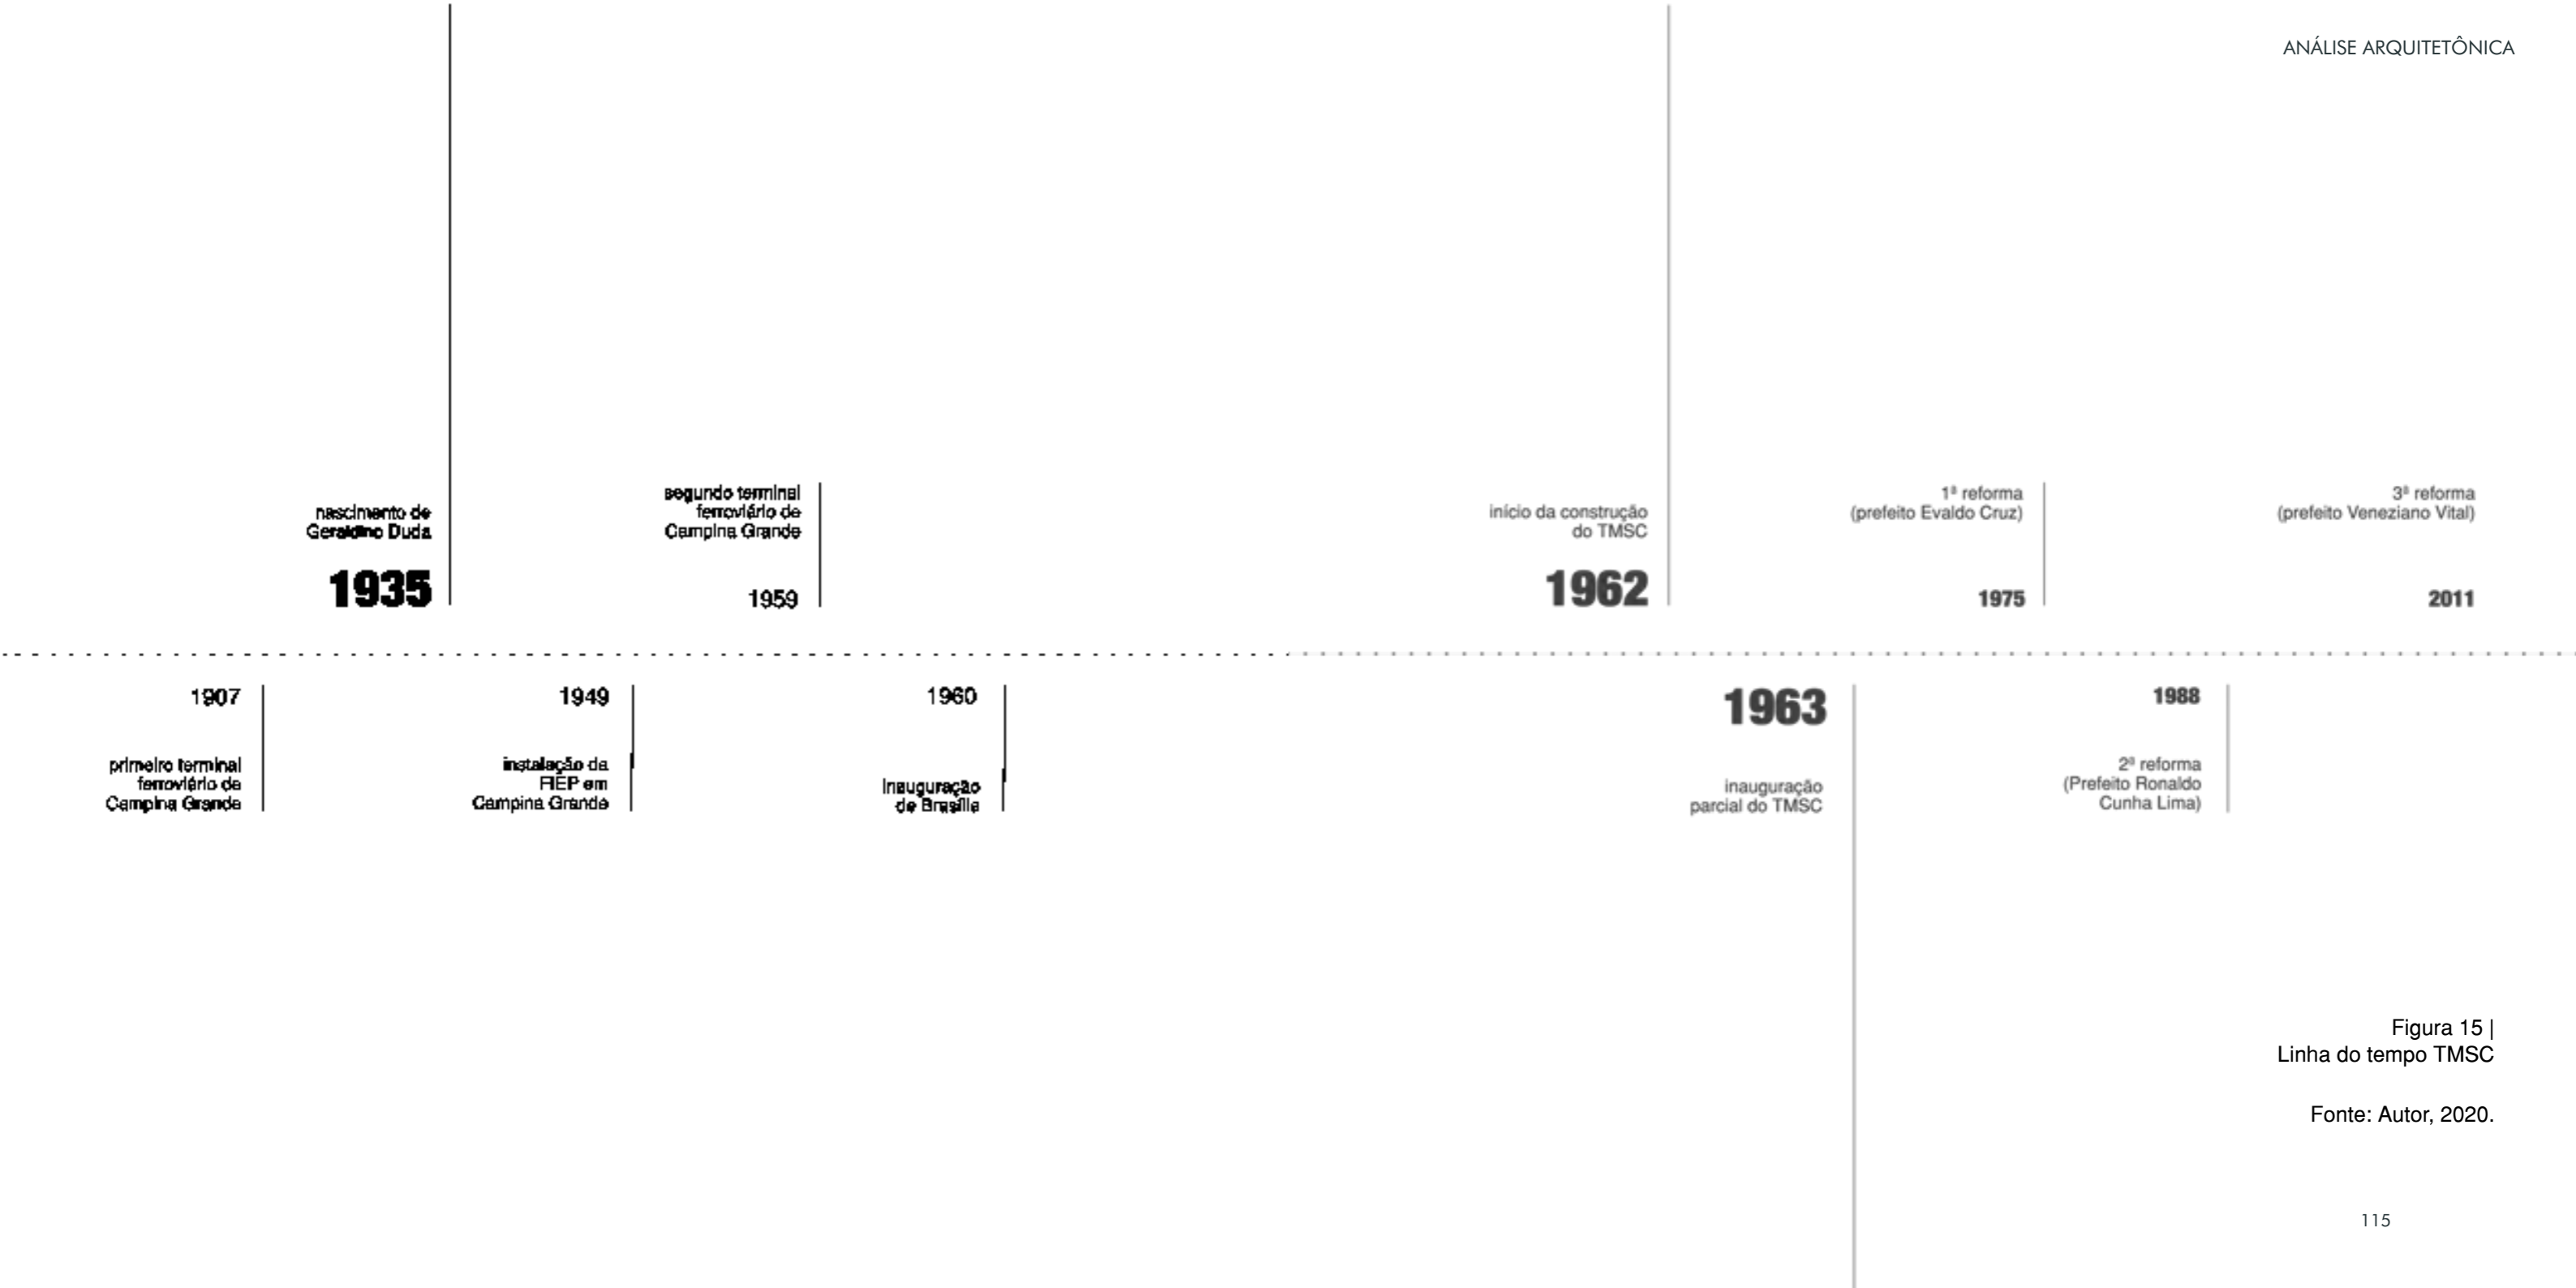 ANÁLISE ARQUITETÔNICA
nascimento de
Geraldino Duda
1935
segundo terminal
ferroviário de
Campina Grande
1959
início da construção
do TMSC
1962
1ª reforma
(prefeito Evaldo Cruz)
1975
3ª reforma
(prefeito Veneziano Vital)
2011
1907
primeiro terminal
ferroviário de
Campina Grande
1949
instalação da
FIEP em
Campina Grande
1960
inauguração
de Brasília
1963
inauguração
parcial do TMSC
1988
2ª reforma
(Prefeito Ronaldo
Cunha Lima)
Figura 15 |
Linha do tempo TMSC
Fonte: Autor, 2020.
115